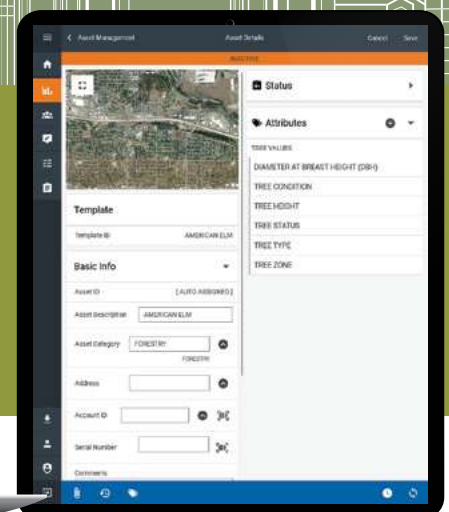 Asset Management
Asset Details
Cancel
Save
INACTIVE
Template
Template ID
AMERICAN ELM
Basic Info
Asset ID
[ AUTO ASSIGNED ]
Asset Description
AMERICAN ELM
Asset Category
FORESTRY
FORESTRY
Address
Account ID
Serial Number
Comments
Status
Attributes
TREE VALUES
DIAMETER AT BREAST HEIGHT (DBH)
TREE CONDITION
TREE HEIGHT
TREE STATUS
TREE TYPE
TREE ZONE